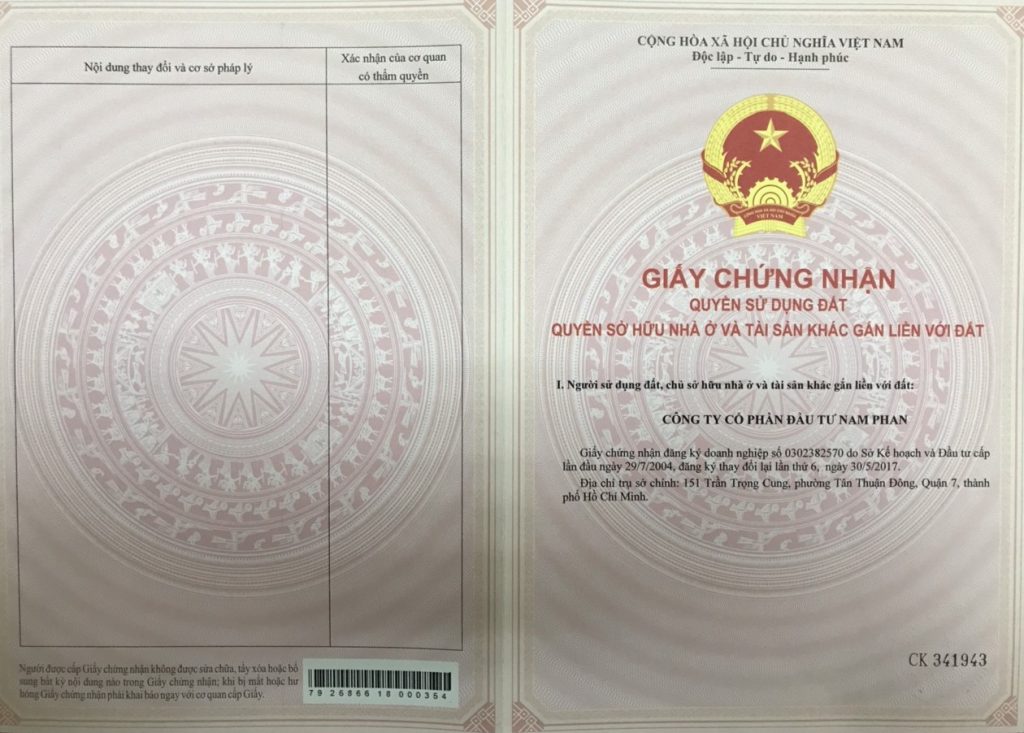 Nội dung thay đổi và cơ sở pháp lý
Xác nhận của cơ quan
có thẩm quyền
Người được cấp Giấy chứng nhận không được sửa chữa, tẩy xóa hoặc bổ
sung bất kỳ nội dung nào trong Giấy chứng nhận; khi bị mất hoặc hư
hỏng Giấy chứng nhận phải khai báo ngay với cơ quan cấp Giấy.
79 26866 18 000354
CỘNG HÒA XÃ HỘI CHỦ NGHĨA VIỆT NAM
Độc lập - Tự do - Hạnh phúc
CỘNG HÒA XÃ HỘI CHỦ NGHĨA
VIỆT NAM
GIẤY CHỨNG NHẬN
QUYỀN SỬ DỤNG ĐẤT
QUYỀN SỞ HỮU NHÀ Ở VÀ TÀI SẢN KHÁC GẮN LIỀN VỚI ĐẤT
I. Người sử dụng đất, chủ sở hữu nhà ở và tài sản khác gắn liền với đất:
CÔNG TY CỔ PHẦN ĐẦU TƯ NAM PHAN
Giấy chứng nhận đăng ký doanh nghiệp số 0302382570 do Sở Kế hoạch và Đầu tư cấp
lần đầu ngày 29/7/2004, đăng ký thay đổi lại lần thứ 6, ngày 30/5/2017.
Địa chỉ trụ sở chính: 151 Trần Trọng Cung, phường Tân Thuận Đông, Quận 7, thành
phố Hồ Chí Minh.
CK 341943